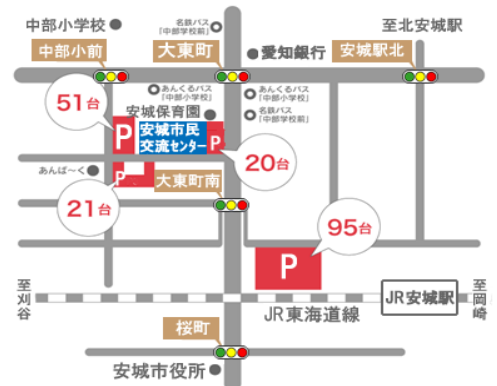 中部小学校
名鉄バス
「中部学校前」
至北安城駅
中部小前
大東町
愛知銀行
安城駅北
51台
あんくるバス
「中部小学校」
あんくるバス
「中部小学校」
安城保育園
名鉄バス
「中部学校前」
P
安城市民
交流センター
P
20台
あんぱ～く
P
大東町南
21台
95台
P
至刈谷
JR安城駅
至岡崎
JR東海道線
桜町
安城市役所